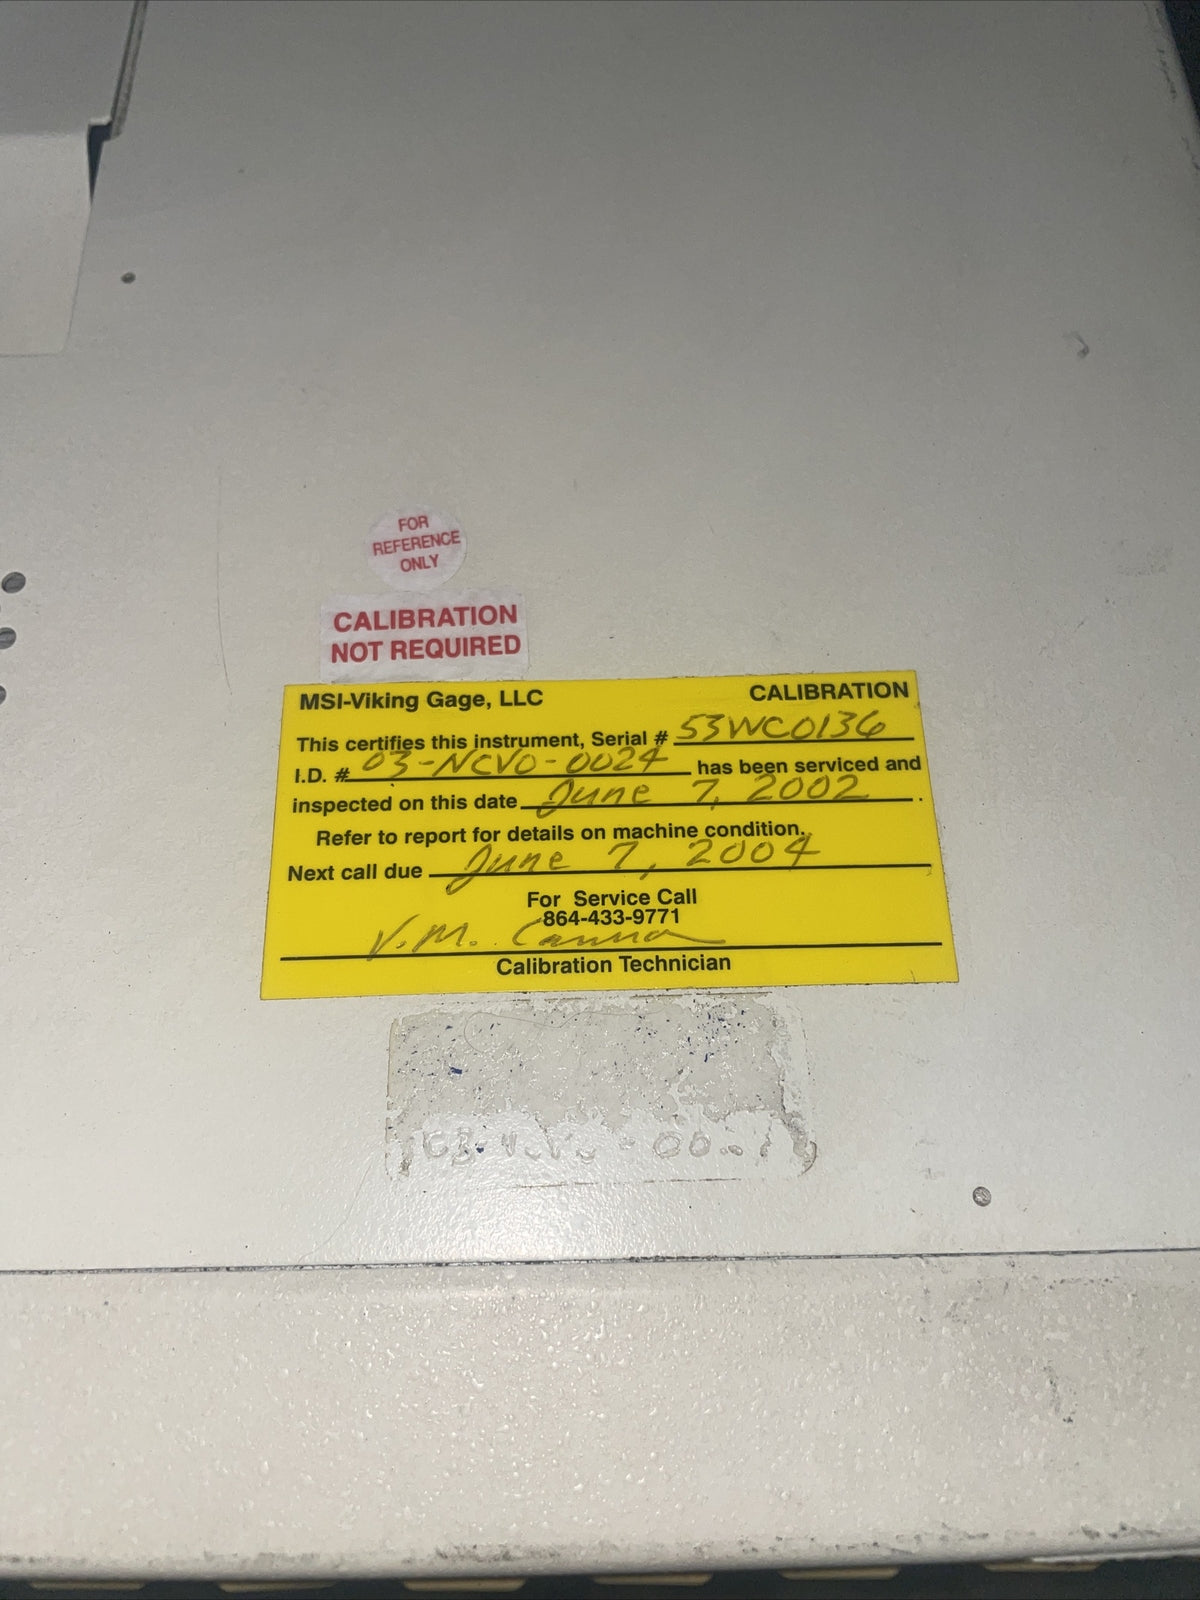 FOR
REFERENCE
ONLY
CALIBRATION
NOT REQUIRED
MSI-Viking Gage, LLC CALIBRATION
This certifies this instrument, Serial # 53WC0136
I.D. # 03-NCVO-0024 has been serviced and
inspected on this date June 7, 2002.
Refer to report for details on machine condition.
Next call due June 7, 2004
For Service Call
864-433-9771
V.M. Canna
Calibration Technician